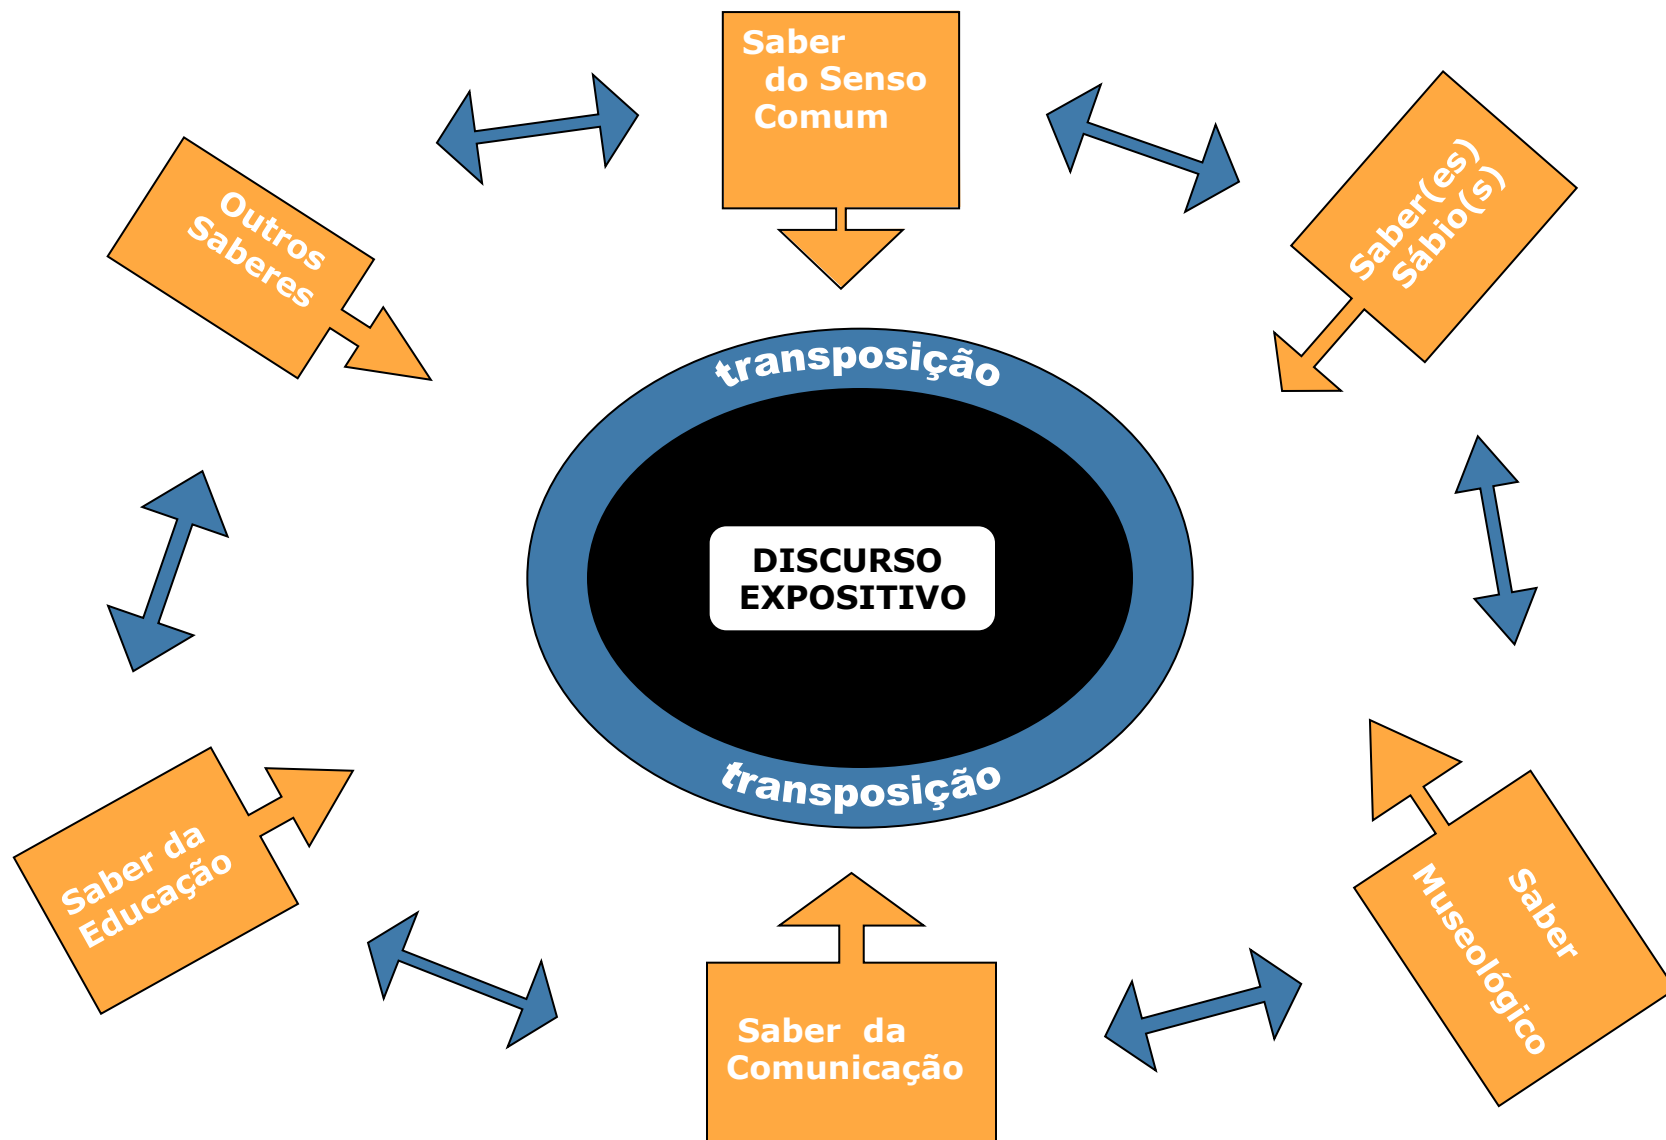 Saber
do Senso
Comum
Outros
Saberes
Saber(es)
Sábio(s)
transposição
DISCURSO
EXPOSITIVO
transposição
Saber da
Educação
Saber
Museológico
Saber da
Comunicação